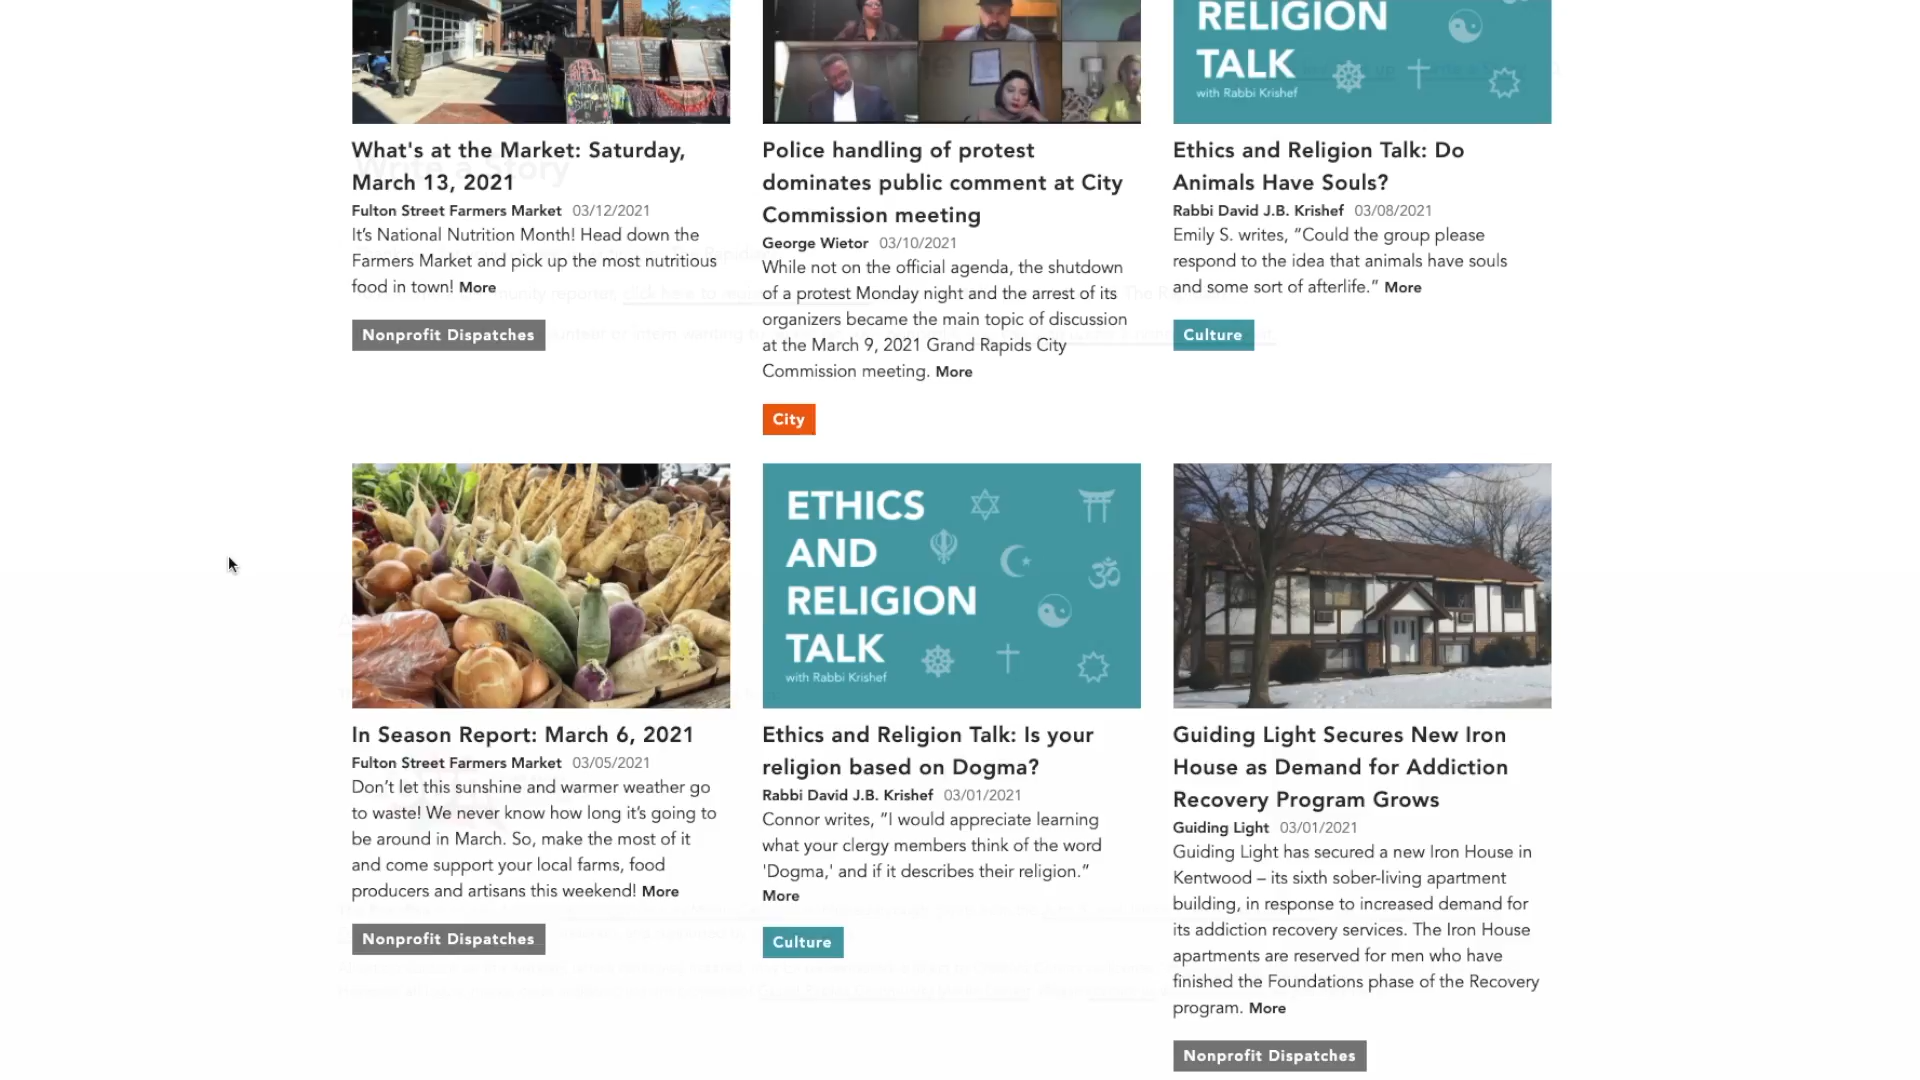 RELIGION
TALK
with Rabbi Krishef
What's at the Market: Saturday,
March 13, 2021
Fulton Street Farmers Market 03/12/2021
It's National Nutrition Month! Head down the
Farmers Market and pick up the most nutritious
food in town! More
Nonprofit Dispatches
Police handling of protest
dominates public comment at City
Commission meeting
George Wietor 03/10/2021
While not on the official agenda, the shutdown
of a protest Monday night and the arrest of its
organizers became the main topic of discussion
at the March 9, 2021 Grand Rapids City
Commission meeting. More
City
Ethics and Religion Talk: Do
Animals Have Souls?
Rabbi David J.B. Krishef 03/08/2021
Emily S. writes, “Could the group please
respond to the idea that animals have souls
and some sort of afterlife.” More
Culture
Write a Story
In Season Report: March 6, 2021
Fulton Street Farmers Market 03/05/2021
Don't let this sunshine and warmer weather go
to waste! We never know how long it's going to
be around in March. So, make the most of it
and come support your local farms, food
producers and artisans this weekend! More
Nonprofit Dispatches
ETHICS
AND
RELIGION
TALK
with Rabbi Krishef
Ethics and Religion Talk: Is your
religion based on Dogma?
Rabbi David J.B. Krishef 03/01/2021
Connor writes, “I would appreciate learning
what your clergy members think of the word
'Dogma,' and if it describes their religion.”
More
Culture
Guiding Light Secures New Iron
House as Demand for Addiction
Recovery Program Grows
Guiding Light 03/01/2021
Guiding Light has secured a new Iron House in
Kentwood – its sixth sober-living apartment
building, in response to increased demand for
its addiction recovery services. The Iron House
apartments are reserved for men who have
finished the Foundations phase of the Recovery
program. More
Nonprofit Dispatches